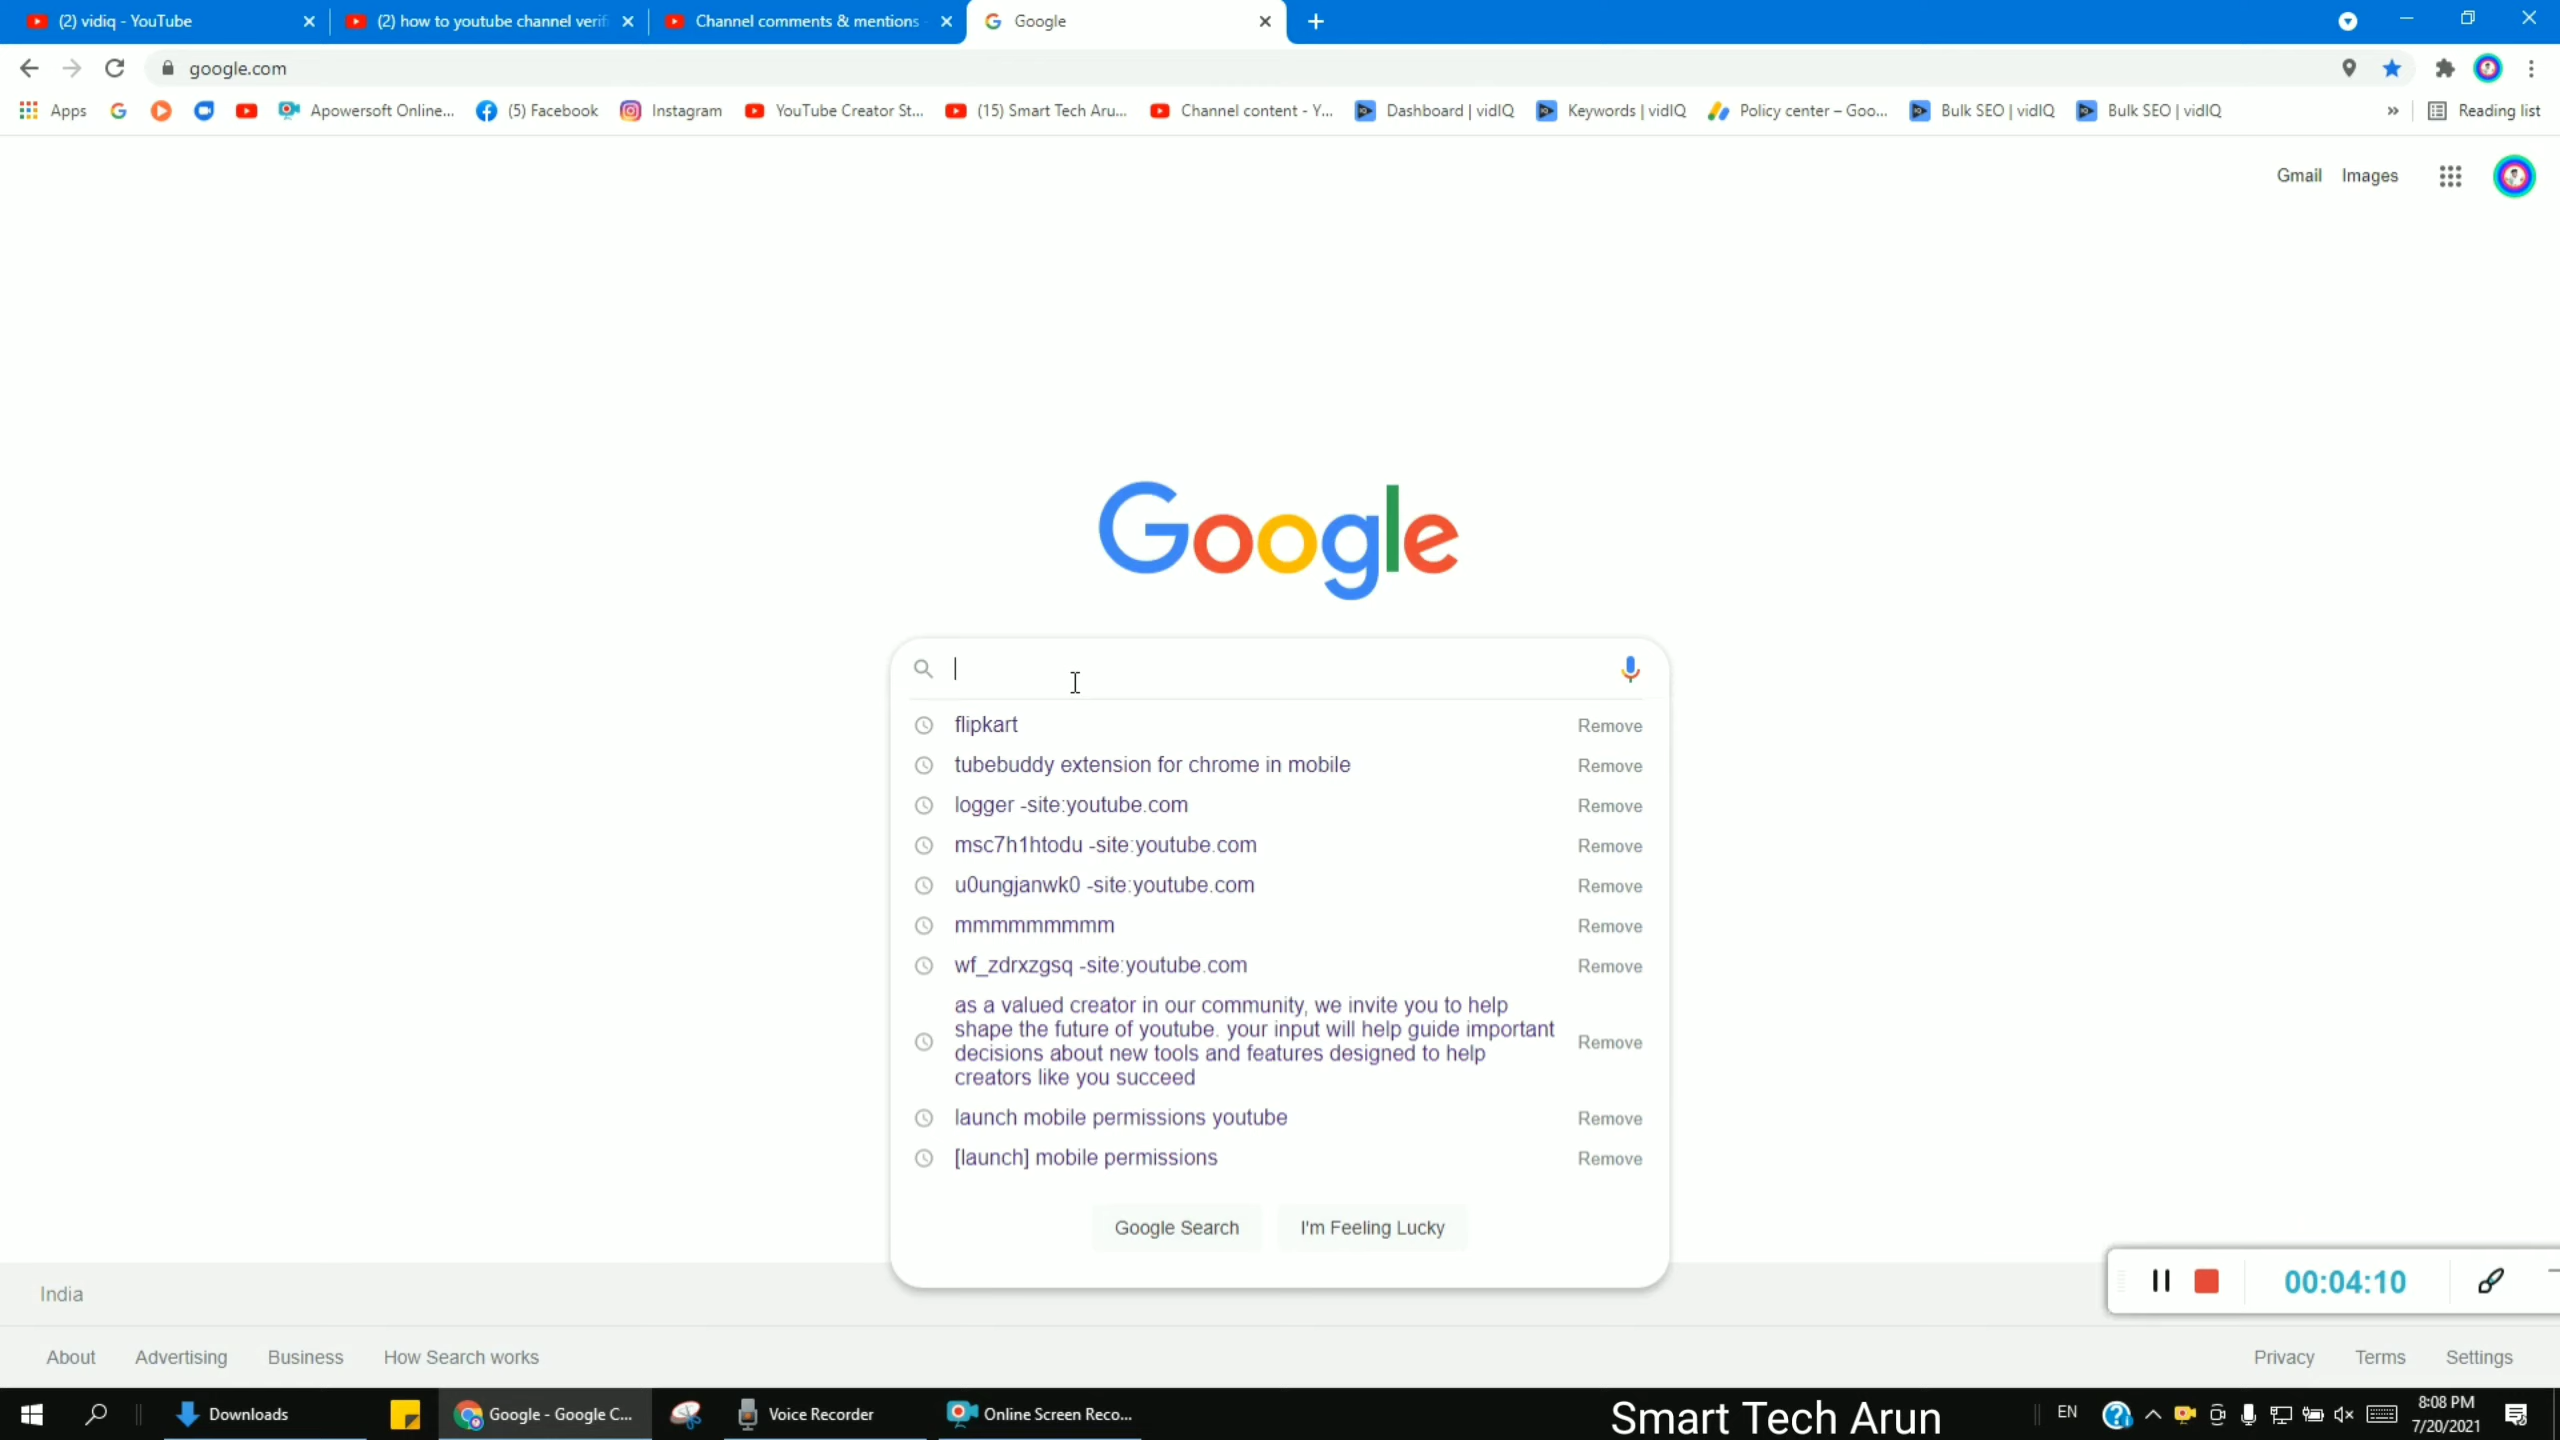 (2) vidiq - YouTube
(2) how to youtube channel verifi
Channel comments & mentions
Google
google.com
Apps
Apowersoft Online...
(5) Facebook
Instagram
YouTube Creator St...
(15) Smart Tech Aru...
Channel content - Y...
Dashboard | vidIQ
Keywords | vidIQ
Policy center – Goo...
Bulk SEO | vidIQ
Bulk SEO | vidIQ
»
Reading list
Gmail
Images
Google
flipkart
Remove
tubebuddy extension for chrome in mobile
Remove
logger -site:youtube.com
Remove
msc7h1htodu -site:youtube.com
Remove
u0ungjanwk0 -site:youtube.com
Remove
mmmmmmmmm
Remove
wf_zdrxzgsq -site:youtube.com
Remove
as a valued creator in our community, we invite you to help
shape the future of youtube. your input will help guide important
decisions about new tools and features designed to help
creators like you succeed
Remove
launch mobile permissions youtube
Remove
[launch] mobile permissions
Remove
Google Search
I'm Feeling Lucky
India
00:04:10
About
Advertising
Business
How Search works
Privacy
Terms
Settings
Downloads
Google - Google C...
Voice Recorder
Online Screen Reco...
Smart Tech Arun
EN
8:08 PM
7/20/2021